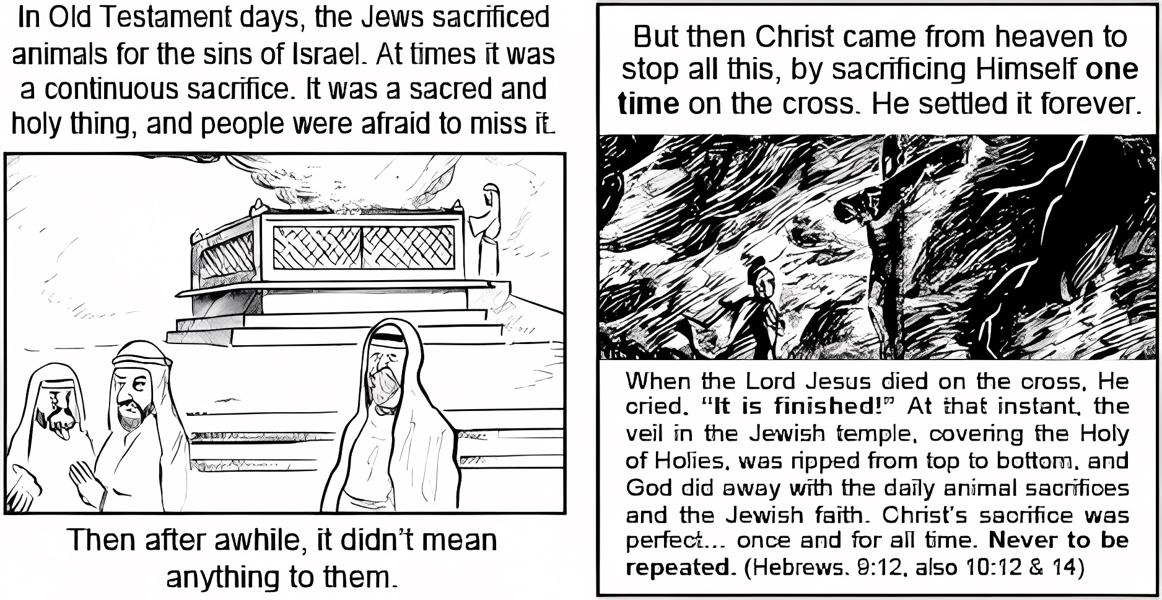 In Old Testament days, the Jews sacrificed
animals for the sins of Israel. At times it was
a continuous sacrifice. It was a sacred and
holy thing, and people were afraid to miss it.
Then after awhile, it didn't mean
anything to them.
But then Christ came from heaven to
stop all this, by sacrificing Himself one
time on the cross. He settled it forever.
When the Lord Jesus died on the cross, He
cried. “It is finished!” At that instant, the
veil in the Jewish temple, covering the Holy
of Holies, was ripped from top to bottom, and
God did away with the daily animal sacrifices
and the Jewish faith. Christ's sacrifice was
perfect... once and for all time. Never to be
repeated. (Hebrews. 9:12, also 10:12 & 14)